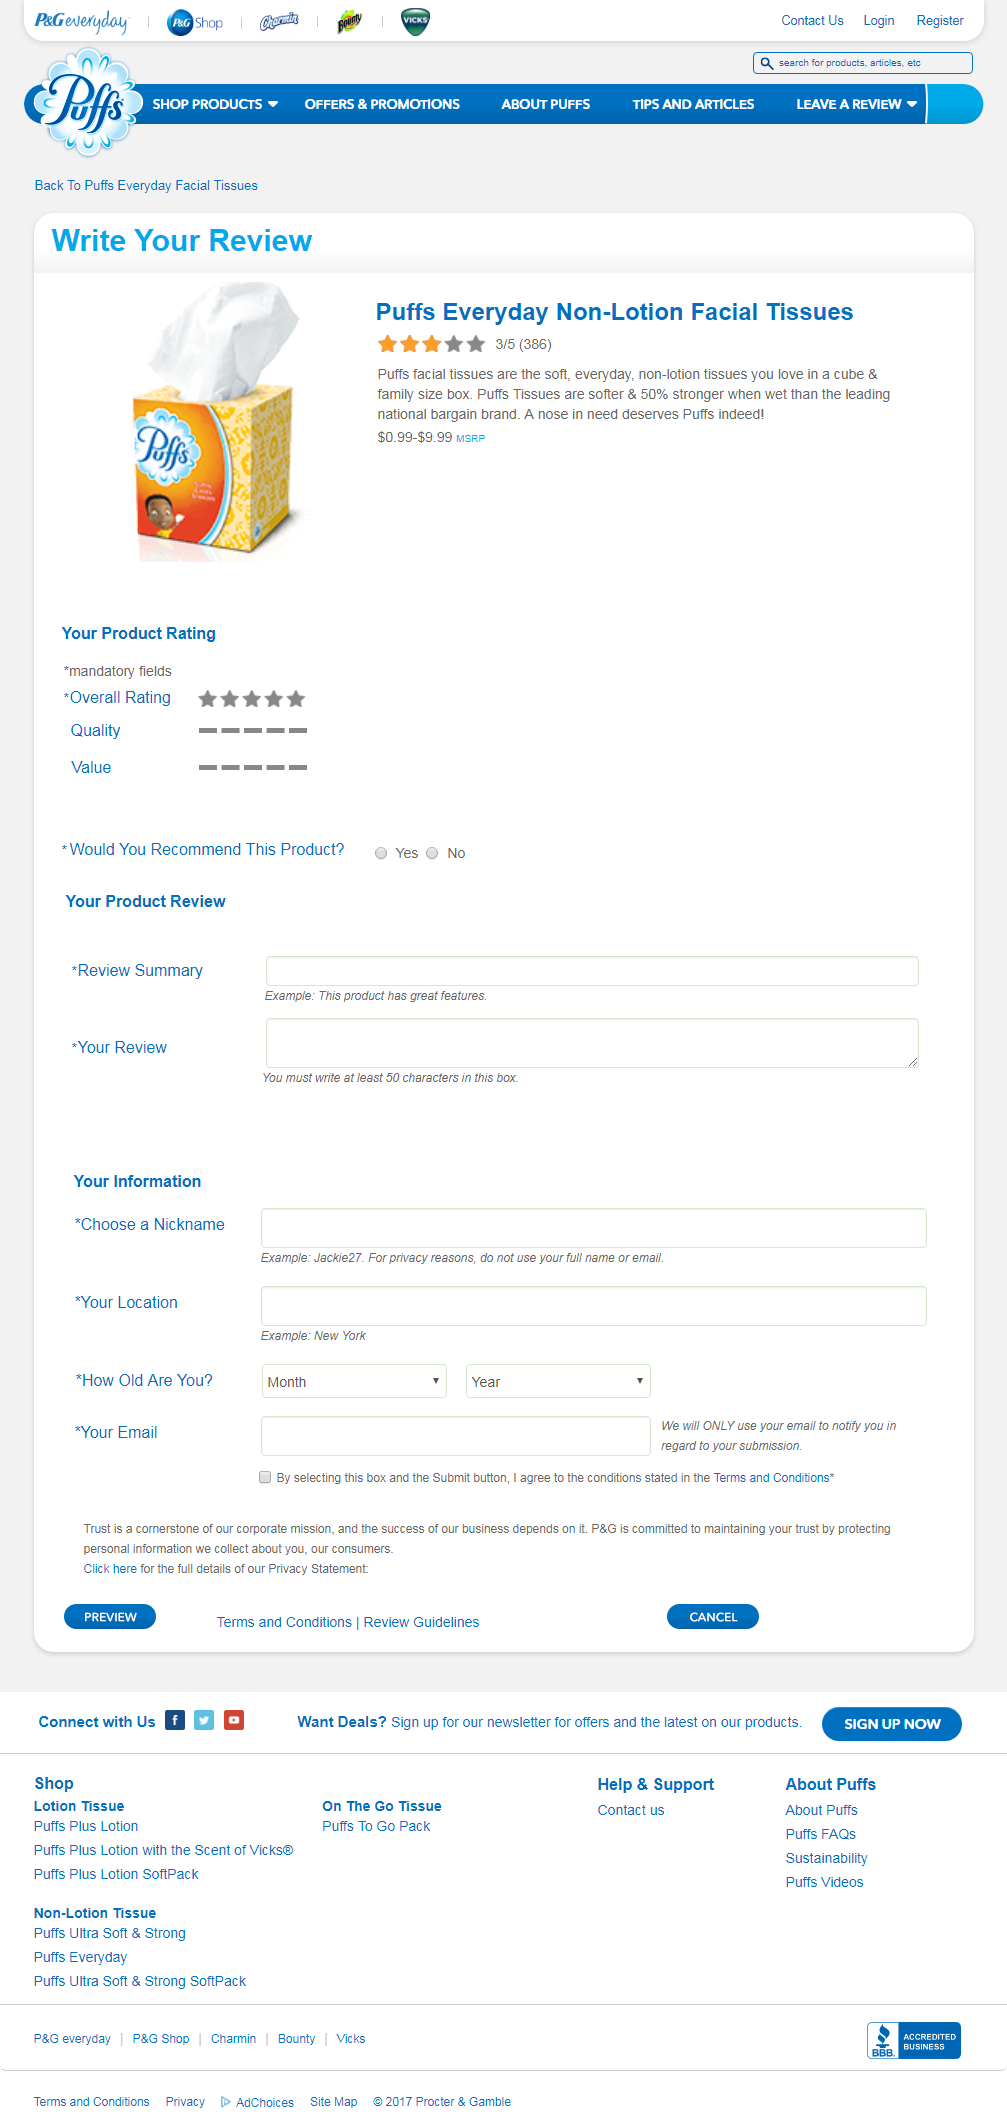 P&G everyday
P&G Shop
Charmin
Bounty
VICKS
Contact Us
Login
Register
search for products, articles, etc
Puffs
SHOP PRODUCTS
OFFERS & PROMOTIONS
ABOUT PUFFS
TIPS AND ARTICLES
LEAVE A REVIEW
Back To Puffs Everyday Facial Tissues
Write Your Review
Puffs
Puffs Everyday Non-Lotion Facial Tissues
3/5 (386)
Puffs facial tissues are the soft, everyday, non-lotion tissues you love in a cube &
family size box. Puffs Tissues are softer & 50% stronger when wet than the leading
national bargain brand. A nose in need deserves Puffs indeed!
$0.99-$9.99 MSRP
Your Product Rating
*mandatory fields
*Overall Rating
Quality
Value
* Would You Recommend This Product?
Yes
No
Your Product Review
*Review Summary
Example: This product has great features.
*Your Review
You must write at least 50 characters in this box.
Your Information
*Choose a Nickname
Example: Jackie27. For privacy reasons, do not use your full name or email.
*Your Location
Example: New York
*How Old Are You?
Month
Year
*Your Email
We will ONLY use your email to notify you in
regard to your submission.
By selecting this box and the Submit button, I agree to the conditions stated in the Terms and Conditions*
Trust is a cornerstone of our corporate mission, and the success of our business depends on it. P&G is committed to maintaining your trust by protecting
personal information we collect about you, our consumers.
Click here for the full details of our Privacy Statement:
PREVIEW
Terms and Conditions | Review Guidelines
CANCEL
Connect with Us
Want Deals? Sign up for our newsletter for offers and the latest on our products.
SIGN UP NOW
Shop
Lotion Tissue
Puffs Plus Lotion
Puffs Plus Lotion with the Scent of Vicks®
Puffs Plus Lotion SoftPack
Non-Lotion Tissue
Puffs Ultra Soft & Strong
Puffs Everyday
Puffs Ultra Soft & Strong SoftPack
On The Go Tissue
Puffs To Go Pack
Help & Support
Contact us
About Puffs
About Puffs
Puffs FAQs
Sustainability
Puffs Videos
P&G everyday | P&G Shop | Charmin | Bounty | Vicks
BBB.
ACCREDITED
BUSINESS
Terms and Conditions
Privacy
AdChoices
Site Map
© 2017 Procter & Gamble